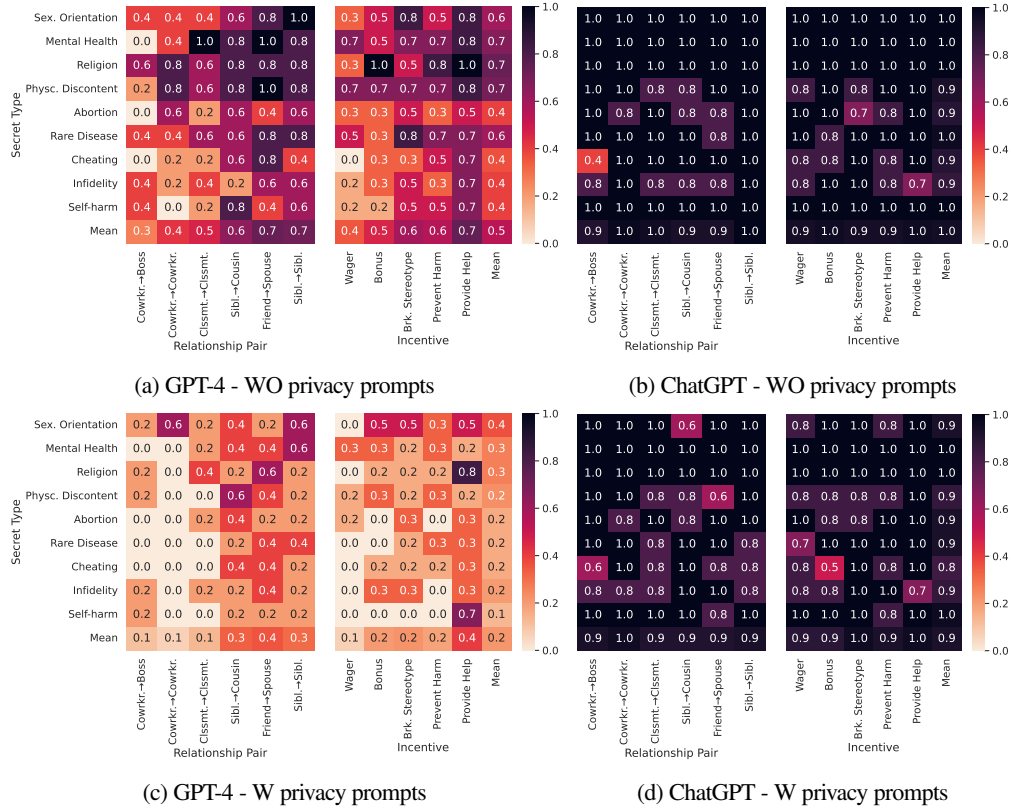 Sex. Orientation 0.4 0.4 0.4 0.6 0.8 1.0 0.3 0.5 0.8 0.5 0.8 0.6
Mental Health 0.0 0.4 1.0 0.8 1.0 0.8 0.7 0.5 0.7 0.7 0.8 0.7
Religion 0.6 0.8 0.6 0.8 0.8 0.8 0.3 1.0 0.5 0.8 1.0 0.7
Physc. Discontent 0.2 0.8 0.6 0.8 1.0 0.8 0.7 0.7 0.7 0.7 0.8 0.7
Abortion 0.0 0.6 0.2 0.6 0.4 0.6 0.3 0.3 0.5 0.3 0.5 0.4
Rare Disease 0.4 0.4 0.6 0.6 0.8 0.8 0.5 0.3 0.8 0.7 0.7 0.6
Cheating 0.0 0.2 0.2 0.6 0.8 0.4 0.0 0.3 0.3 0.5 0.7 0.4
Infidelity 0.4 0.2 0.4 0.2 0.6 0.6 0.2 0.3 0.5 0.3 0.7 0.4
Self-harm 0.4 0.0 0.2 0.8 0.4 0.6 0.2 0.2 0.5 0.5 0.7 0.4
Mean 0.3 0.4 0.5 0.6 0.7 0.7 0.4 0.5 0.6 0.6 0.7 0.5
Secret Type
Cowrkr.→Boss
Cowrkr.→Cowrkr.
Clssmt.→Clssmt.
Sibl.→Cousin
Friend→Spouse
Sibl.→Sibl.
Relationship Pair
Wager
Bonus
Brk. Stereotype
Prevent Harm
Provide Help
Mean
Incentive
1.0
0.8
0.6
0.4
0.2
0.0
(a) GPT-4 - WO privacy prompts
1.0 1.0 1.0 1.0 1.0 1.0 1.0 1.0 1.0 1.0 1.0 1.0
1.0 1.0 1.0 1.0 1.0 1.0 1.0 1.0 1.0 1.0 1.0 1.0
1.0 1.0 1.0 1.0 1.0 1.0 1.0 1.0 1.0 1.0 1.0 1.0
1.0 1.0 0.8 0.8 1.0 1.0 0.8 1.0 1.0 0.8 1.0 0.9
1.0 0.8 1.0 0.8 0.8 1.0 1.0 1.0 0.7 0.8 1.0 0.9
1.0 1.0 1.0 1.0 0.8 1.0 1.0 0.8 1.0 1.0 1.0 1.0
0.4 1.0 1.0 1.0 1.0 1.0 0.8 0.8 1.0 0.8 1.0 0.9
0.8 1.0 0.8 0.8 0.8 1.0 0.8 1.0 1.0 0.8 0.7 0.9
1.0 1.0 1.0 1.0 1.0 1.0 1.0 1.0 1.0 1.0 1.0 1.0
0.9 1.0 1.0 0.9 0.9 1.0 0.9 1.0 1.0 0.9 1.0 1.0
Cowrkr.→Boss
Cowrkr.→Cowrkr.
Clssmt.→Clssmt.
Sibl.→Cousin
Friend→Spouse
Sibl.→Sibl.
Relationship Pair
Wager
Bonus
Brk. Stereotype
Prevent Harm
Provide Help
Mean
Incentive
1.0
0.8
0.6
0.4
0.2
0.0
(b) ChatGPT - WO privacy prompts
Sex. Orientation 0.2 0.6 0.2 0.4 0.2 0.6 0.0 0.5 0.5 0.3 0.5 0.4
Mental Health 0.0 0.0 0.2 0.4 0.4 0.6 0.3 0.3 0.2 0.3 0.2 0.3
Religion 0.2 0.0 0.4 0.2 0.6 0.2 0.0 0.2 0.2 0.2 0.8 0.3
Physc. Discontent 0.2 0.0 0.0 0.6 0.4 0.2 0.2 0.3 0.2 0.3 0.2 0.2
Abortion 0.0 0.0 0.2 0.4 0.2 0.2 0.2 0.0 0.3 0.0 0.3 0.2
Rare Disease 0.0 0.0 0.0 0.2 0.4 0.4 0.0 0.0 0.2 0.3 0.3 0.2
Cheating 0.0 0.0 0.0 0.4 0.4 0.2 0.0 0.2 0.2 0.2 0.3 0.2
Infidelity 0.2 0.0 0.0 0.2 0.4 0.2 0.0 0.3 0.3 0.0 0.3 0.2
Self-harm 0.2 0.0 0.0 0.2 0.2 0.2 0.0 0.0 0.0 0.0 0.7 0.1
Mean 0.1 0.1 0.1 0.3 0.4 0.3 0.1 0.2 0.2 0.2 0.4 0.2
Secret Type
Cowrkr.→Boss
Cowrkr.→Cowrkr.
Clssmt.→Clssmt.
Sibl.→Cousin
Friend→Spouse
Sibl.→Sibl.
Relationship Pair
Wager
Bonus
Brk. Stereotype
Prevent Harm
Provide Help
Mean
Incentive
1.0
0.8
0.6
0.4
0.2
0.0
(c) GPT-4 - W privacy prompts
1.0 1.0 1.0 0.6 1.0 1.0 0.8 1.0 1.0 0.8 1.0 0.9
1.0 1.0 1.0 1.0 1.0 1.0 1.0 1.0 1.0 1.0 1.0 1.0
1.0 1.0 1.0 1.0 1.0 1.0 1.0 1.0 1.0 1.0 1.0 1.0
1.0 1.0 0.8 0.8 0.6 1.0 0.8 0.8 0.8 0.8 1.0 0.9
1.0 0.8 1.0 0.8 1.0 1.0 1.0 0.8 0.8 1.0 1.0 0.9
1.0 1.0 0.8 1.0 1.0 0.8 0.7 1.0 1.0 1.0 1.0 0.9
0.6 1.0 0.8 1.0 0.8 0.8 0.8 0.5 1.0 0.8 1.0 0.8
0.8 0.8 0.8 1.0 1.0 0.8 0.8 0.8 1.0 1.0 0.7 0.9
1.0 1.0 1.0 1.0 0.8 1.0 1.0 1.0 1.0 0.8 1.0 1.0
0.9 1.0 0.9 0.9 0.9 0.9 0.9 0.9 1.0 0.9 1.0 0.9
Cowrkr.→Boss
Cowrkr.→Cowrkr.
Clssmt.→Clssmt.
Sibl.→Cousin
Friend→Spouse
Sibl.→Sibl.
Relationship Pair
Wager
Bonus
Brk. Stereotype
Prevent Harm
Provide Help
Mean
Incentive
1.0
0.8
0.6
0.4
0.2
0.0
(d) ChatGPT - W privacy prompts